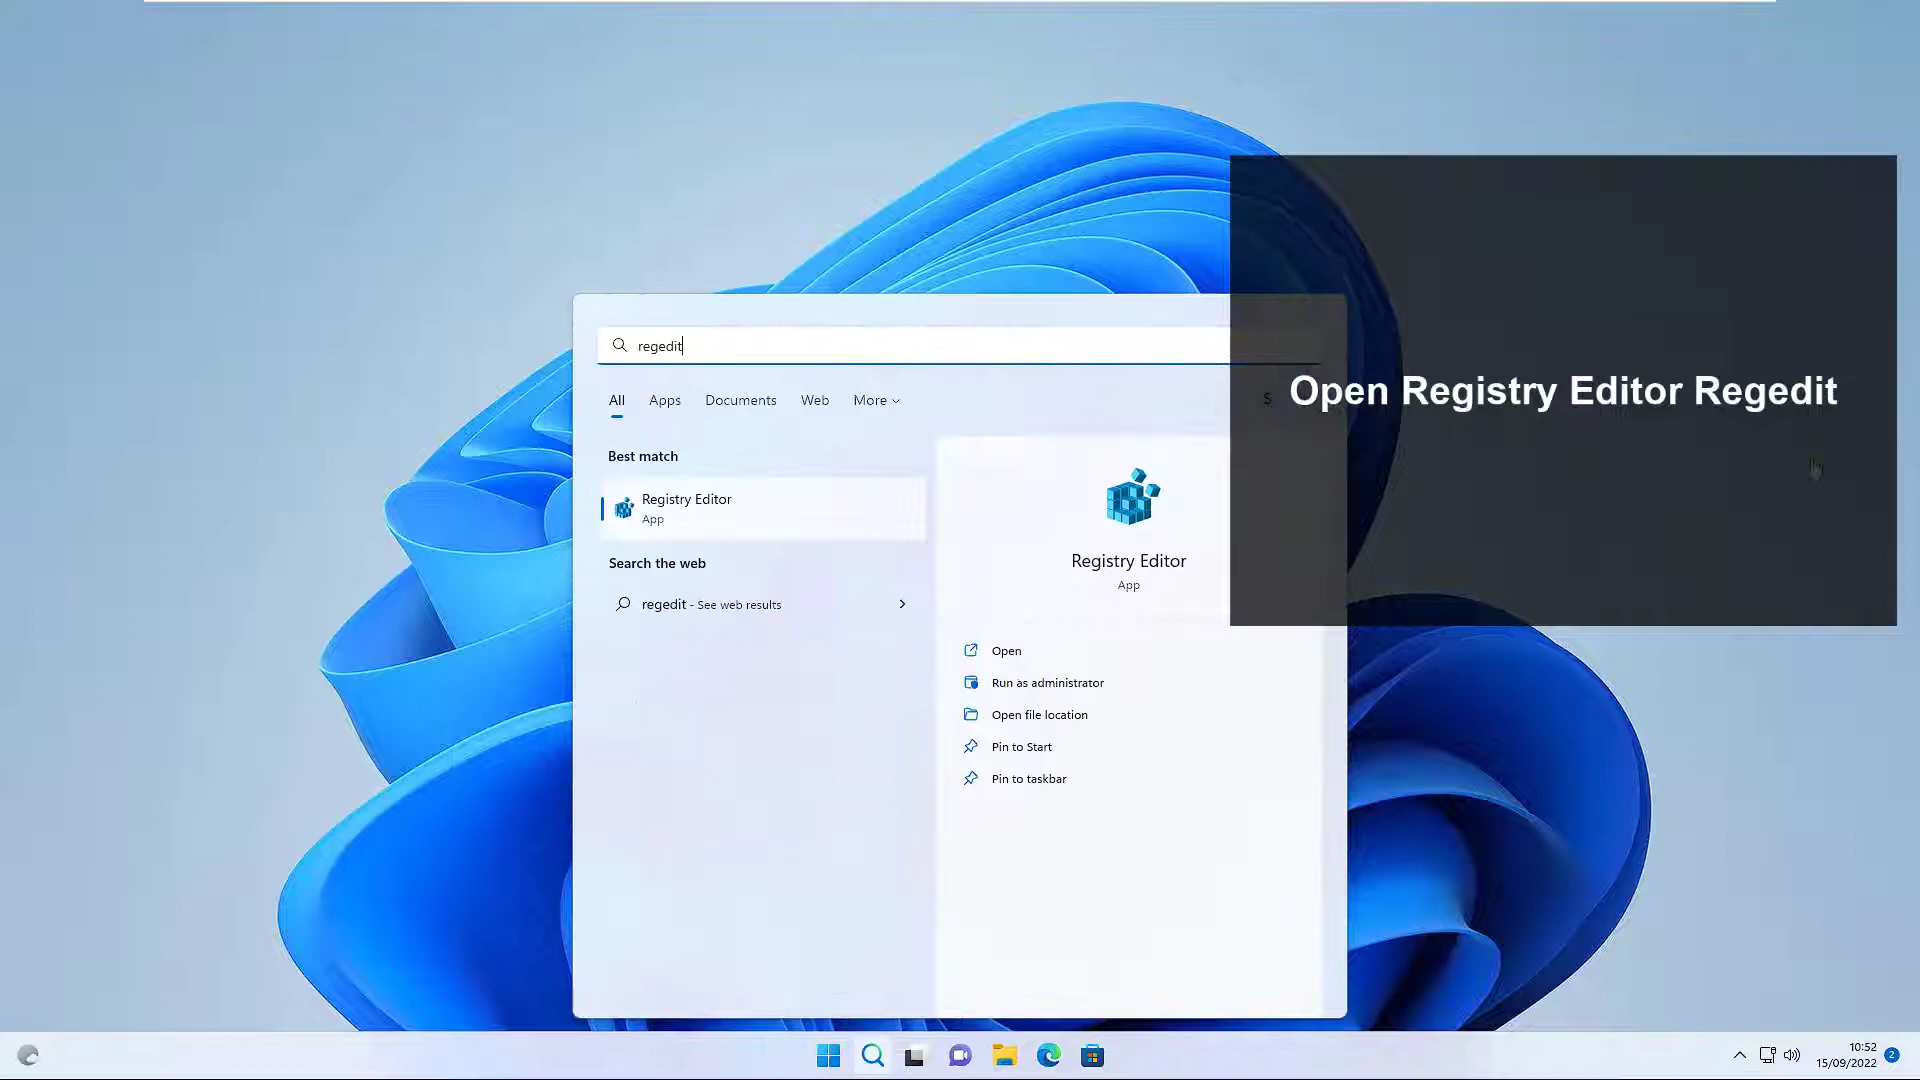 regedit
All Apps Documents Web More
S
Open Registry Editor Regedit
Best match
Registry Editor
App
Search the web
regedit - See web results
Registry Editor
App
Open
Run as administrator
Open file location
Pin to Start
Pin to taskbar
10:52
15/09/2022
2